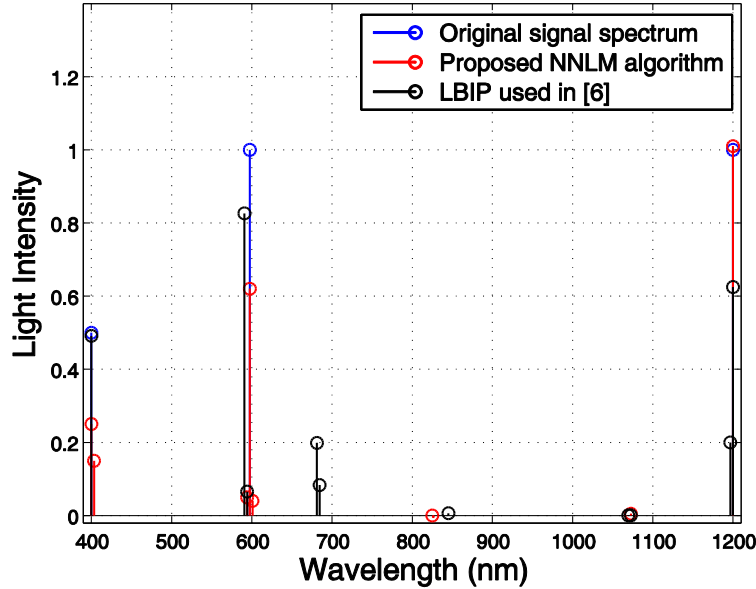 Original signal spectrum
Proposed NNLM algorithm
LBIP used in [6]
1.2
1
0.8
0.6
0.4
0.2
0
Light Intensity
400 500 600 700 800 900 1000 1100 1200
Wavelength (nm)